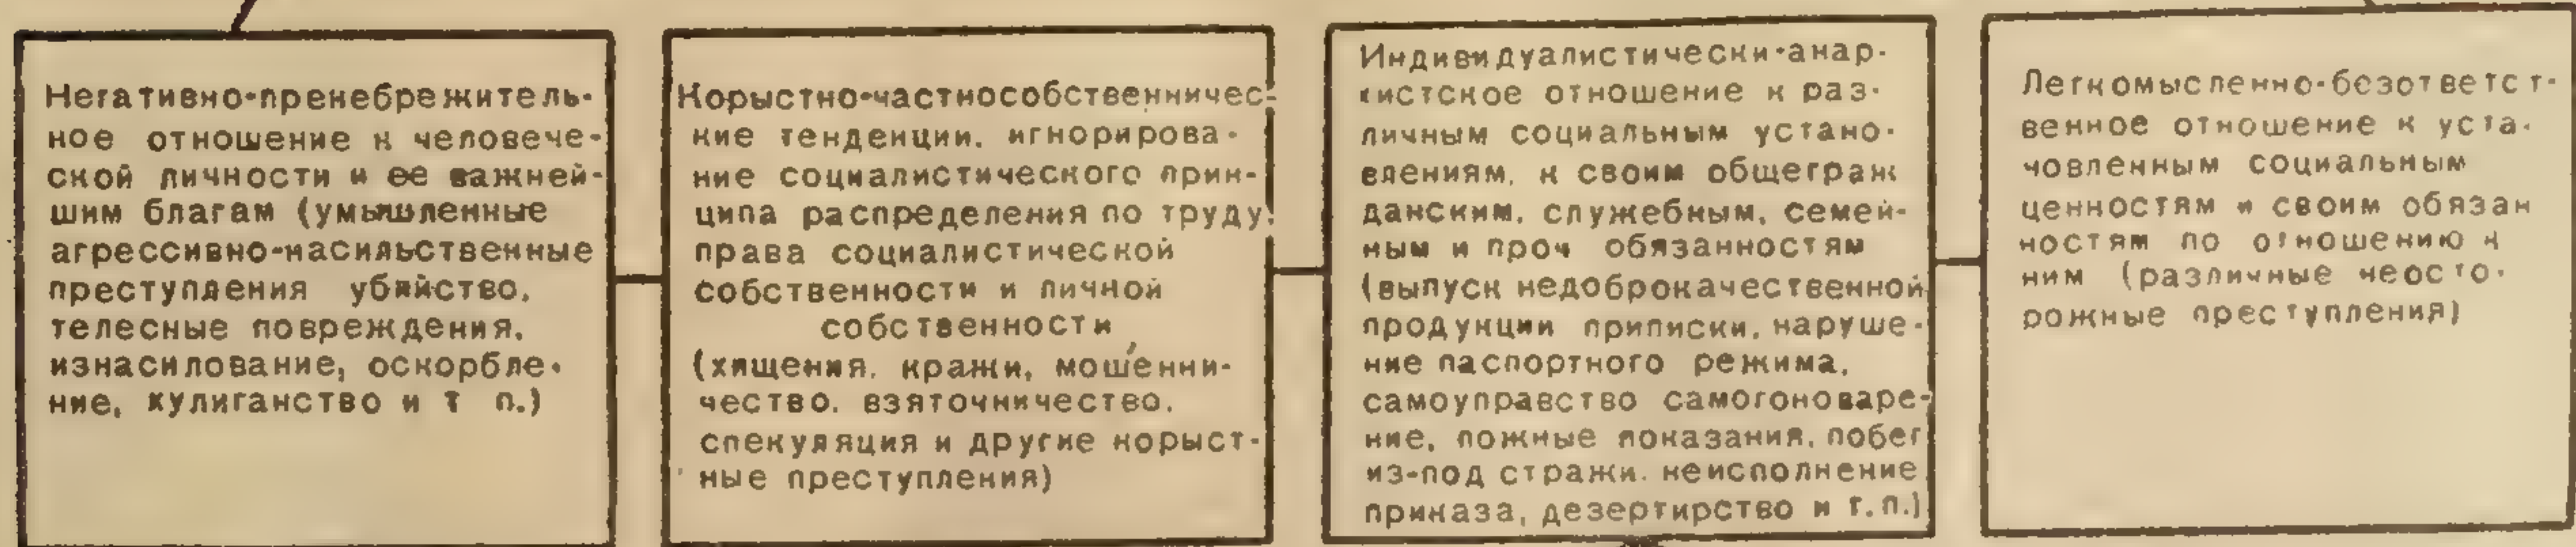 Негативно-пренебрежитель-
ное отношение к человече-
ской личности и ее важней-
шим благам (умышленные
агрессивно-насильственные
преступления убийство,
телесные повреждения,
изнасилование, оскорбле-
ние, хулиганство и т п.)
Корыстно-частнособственничес-
кие тенденции, игнорирова-
ние социалистического прин-
ципа распределения по труду,
права социалистической
собственности и личной
собственности
(хищения, кражи, мошенни-
чество, взяточничество,
спекуляция и другие корыст-
ные преступления)
Индивидуалистически-анар-
хистское отношение к раз-
личным социальным устано-
влениям, к своим общеграж
данским, служебным, семей-
ным и проч обязанностям
(выпуск недоброкачественной
продукции приписки, наруше-
ние паспортного режима,
самоуправство самогоноваре-
ние, ложные показания, побег
из-под стражи, неисполнение
приказа, дезертирство и т.п.)
Легкомысленно-безответст-
венное отношение к уста-
новленным социальным
ценностям и своим обязан
ностям по отношению к
ним (различные неосто-
рожные преступления)